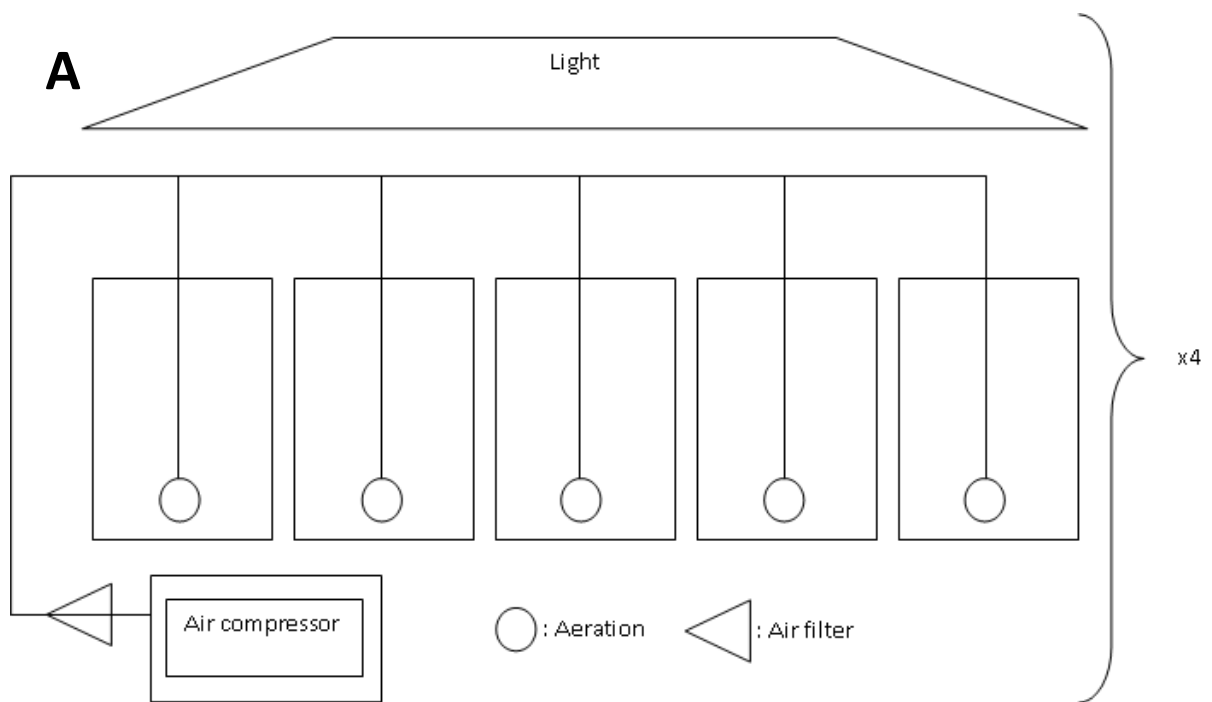 A
Light
x4
Air compressor
: Aeration
: Air filter